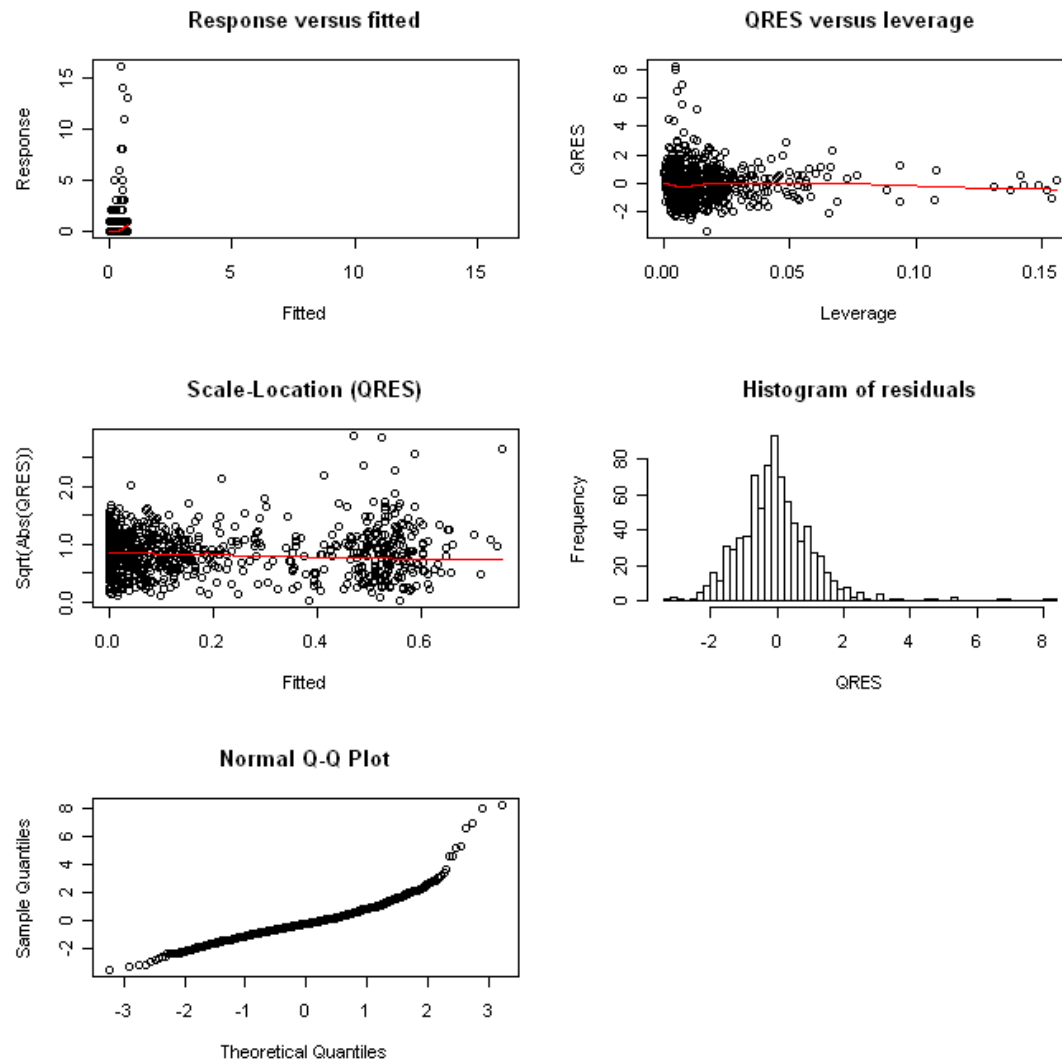 Response versus fitted
Response
15
10
5
0
0 5 10 15
Fitted
QRES versus leverage
QRES
8
6
4
2
0
-2
0.00 0.05 0.10 0.15
Leverage
Scale-Location (QRES)
Sqrt(Abs(QRES))
2.0
1.0
0.0
0.0 0.2 0.4 0.6
Fitted
Histogram of residuals
Frequency
80
60
40
20
0
-2 0 2 4 6 8
QRES
Normal Q-Q Plot
Sample Quantiles
8
6
4
2
0
-2
-3 -2 -1 0 1 2 3
Theoretical Quantiles